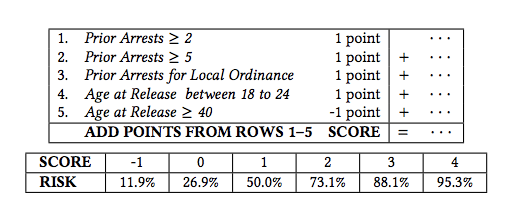 1. Prior Arrests ≥ 2 1 point ···
2. Prior Arrests ≥ 5 1 point + ···
3. Prior Arrests for Local Ordinance 1 point + ···
4. Age at Release between 18 to 24 1 point + ···
5. Age at Release ≥ 40 -1 point + ···
ADD POINTS FROM ROWS 1–5 SCORE = ···
SCORE -1 0 1 2 3 4
RISK 11.9% 26.9% 50.0% 73.1% 88.1% 95.3%